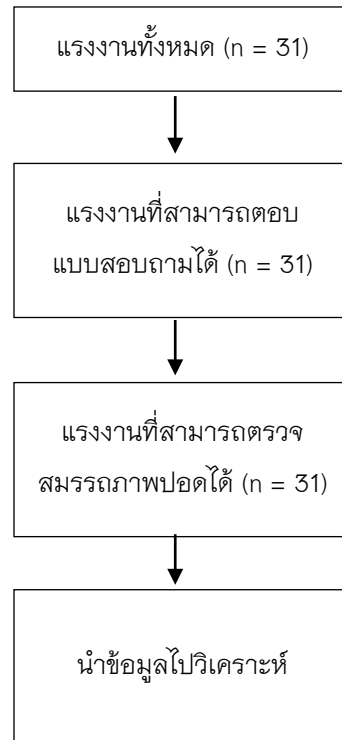 แรงงานทั้งหมด (n = 31)
แรงงานที่สามารถตอบ
แบบสอบถามได้ (n = 31)
แรงงานที่สามารถตรวจ
สมรรถภาพปอดได้ (n = 31)
นำข้อมูลไปวิเคราะห์